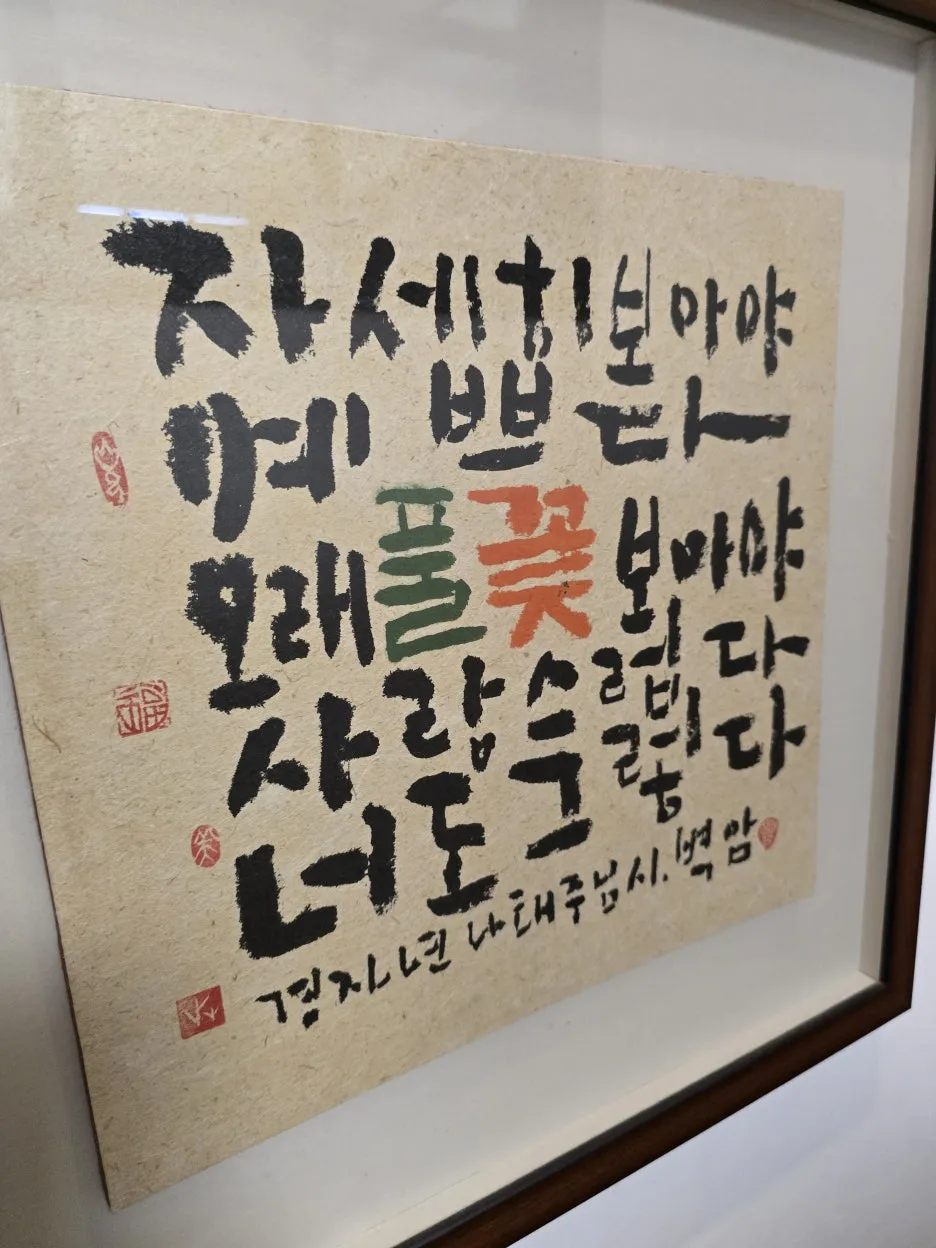 자세히 보아야
예쁘다
풀꽃
오래 보아야
사랑스럽다
너도 그렇다
경자년 나태주님 시. 벽암